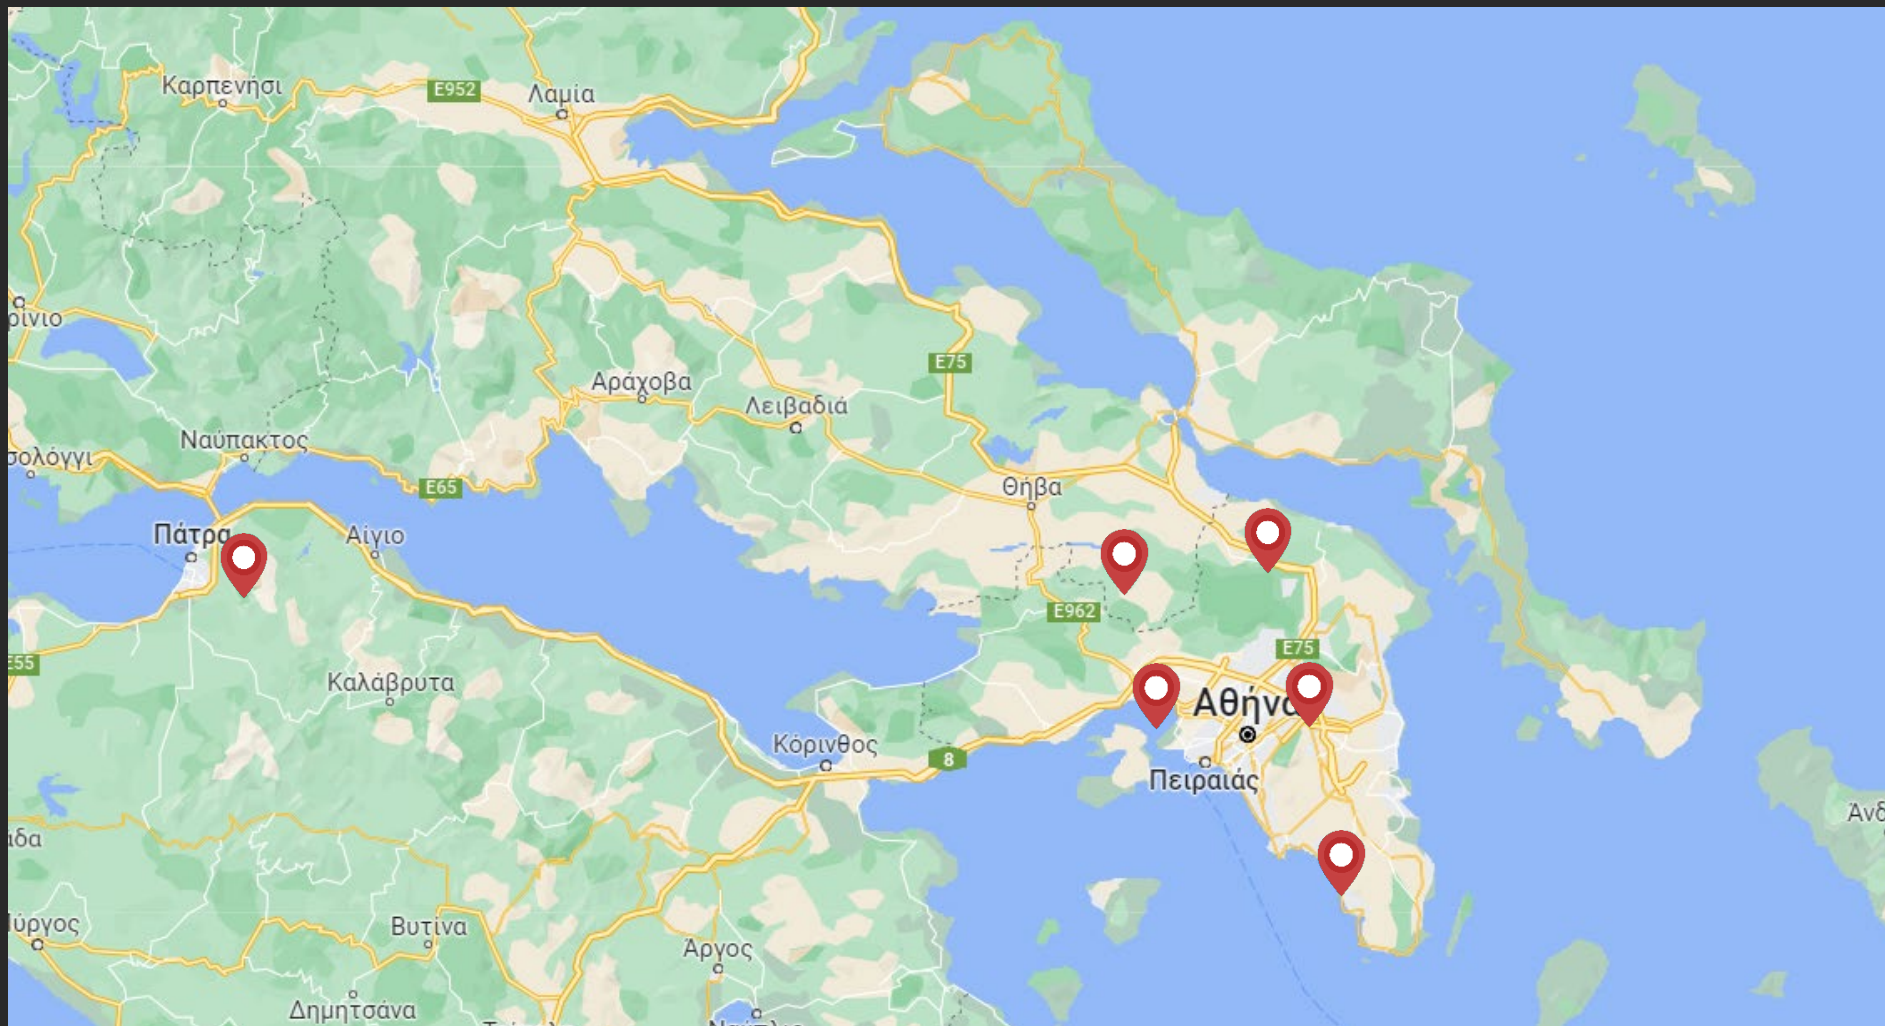 Καρπενήσι
E952
Λαμία
ρίνιο
E75
Αράχοβα
Λειβαδιά
Ναύπακτος
σολόγγι
E65
Θήβα
Πάτρα
Αίγιο
E962
E55
E75
Καλάβρυτα
Αθήνα
Κόρινθος
8
Πειραιάς
Άνδ
άδα
ύργος
Βυτίνα
Άργος
Δημητσάνα